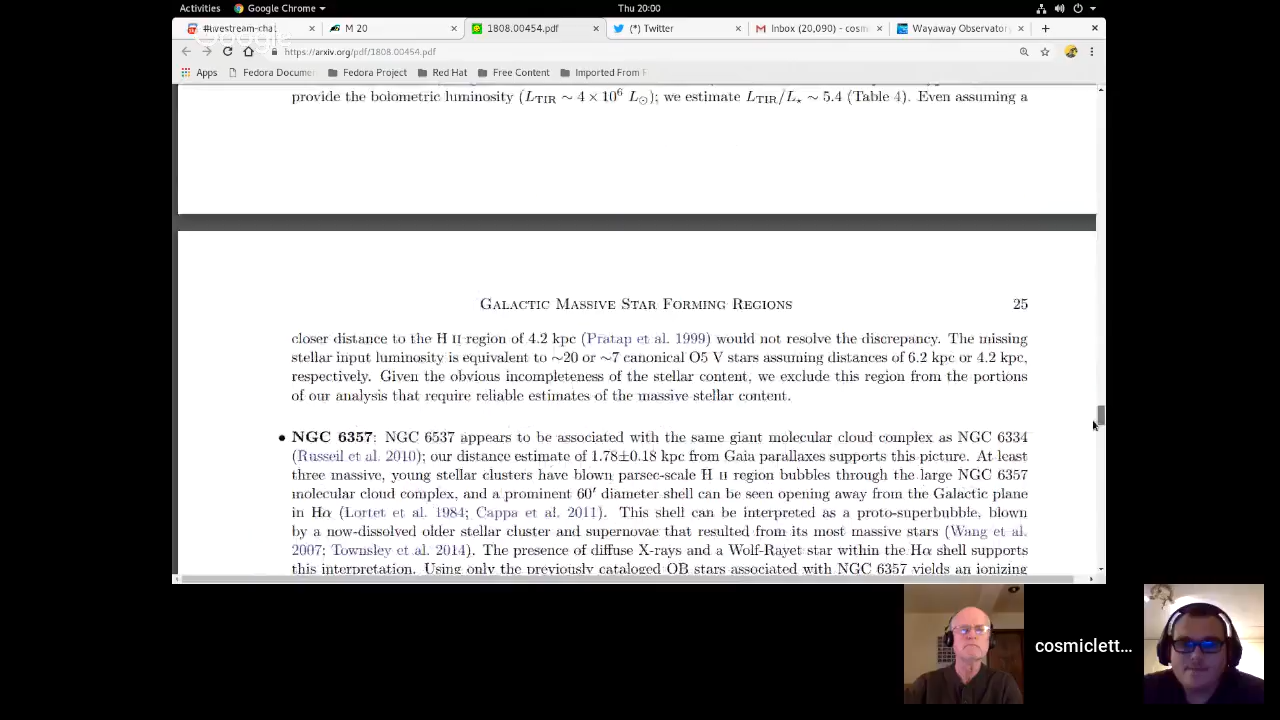 Activities Google Chrome Thu 20:00
#livestream-chat M 20 1808.00454.pdf (*) Twitter Inbox (20,090) - cosm Wayaway Observator
Google
https://arxiv.org/pdf/1808.00454.pdf
Apps Fedora Docume Fedora Project Red Hat Free Content Imported From F
provide the bolometric luminosity (L_TIR ∼ 4 × 10⁶ L⊙); we estimate L_TIR/L⋆ ∼ 5.4 (Table 4). Even assuming a
Galactic Massive Star Forming Regions 25
closer distance to the H II region of 4.2 kpc (Pratap et al. 1999) would not resolve the discrepancy. The missing
stellar input luminosity is equivalent to ∼20 or ∼7 canonical O5 V stars assuming distances of 6.2 kpc or 4.2 kpc,
respectively. Given the obvious incompleteness of the stellar content, we exclude this region from the portions
of our analysis that require reliable estimates of the massive stellar content.
• NGC 6357: NGC 6537 appears to be associated with the same giant molecular cloud complex as NGC 6334
(Russeil et al. 2010); our distance estimate of 1.78±0.18 kpc from Gaia parallaxes supports this picture. At least
three massive, young stellar clusters have blown parsec-scale H II region bubbles through the large NGC 6357
molecular cloud complex, and a prominent 60′ diameter shell can be seen opening away from the Galactic plane
in Hα (Lortet et al. 1984; Cappa et al. 2011). This shell can be interpreted as a proto-superbubble, blown
by a now-dissolved older stellar cluster and supernovae that resulted from its most massive stars (Wang et al.
2007; Townsley et al. 2014). The presence of diffuse X-rays and a Wolf-Rayet star within the Hα shell supports
this interpretation. Using only the previously cataloged OB stars associated with NGC 6357 yields an ionizing
cosmiclett...